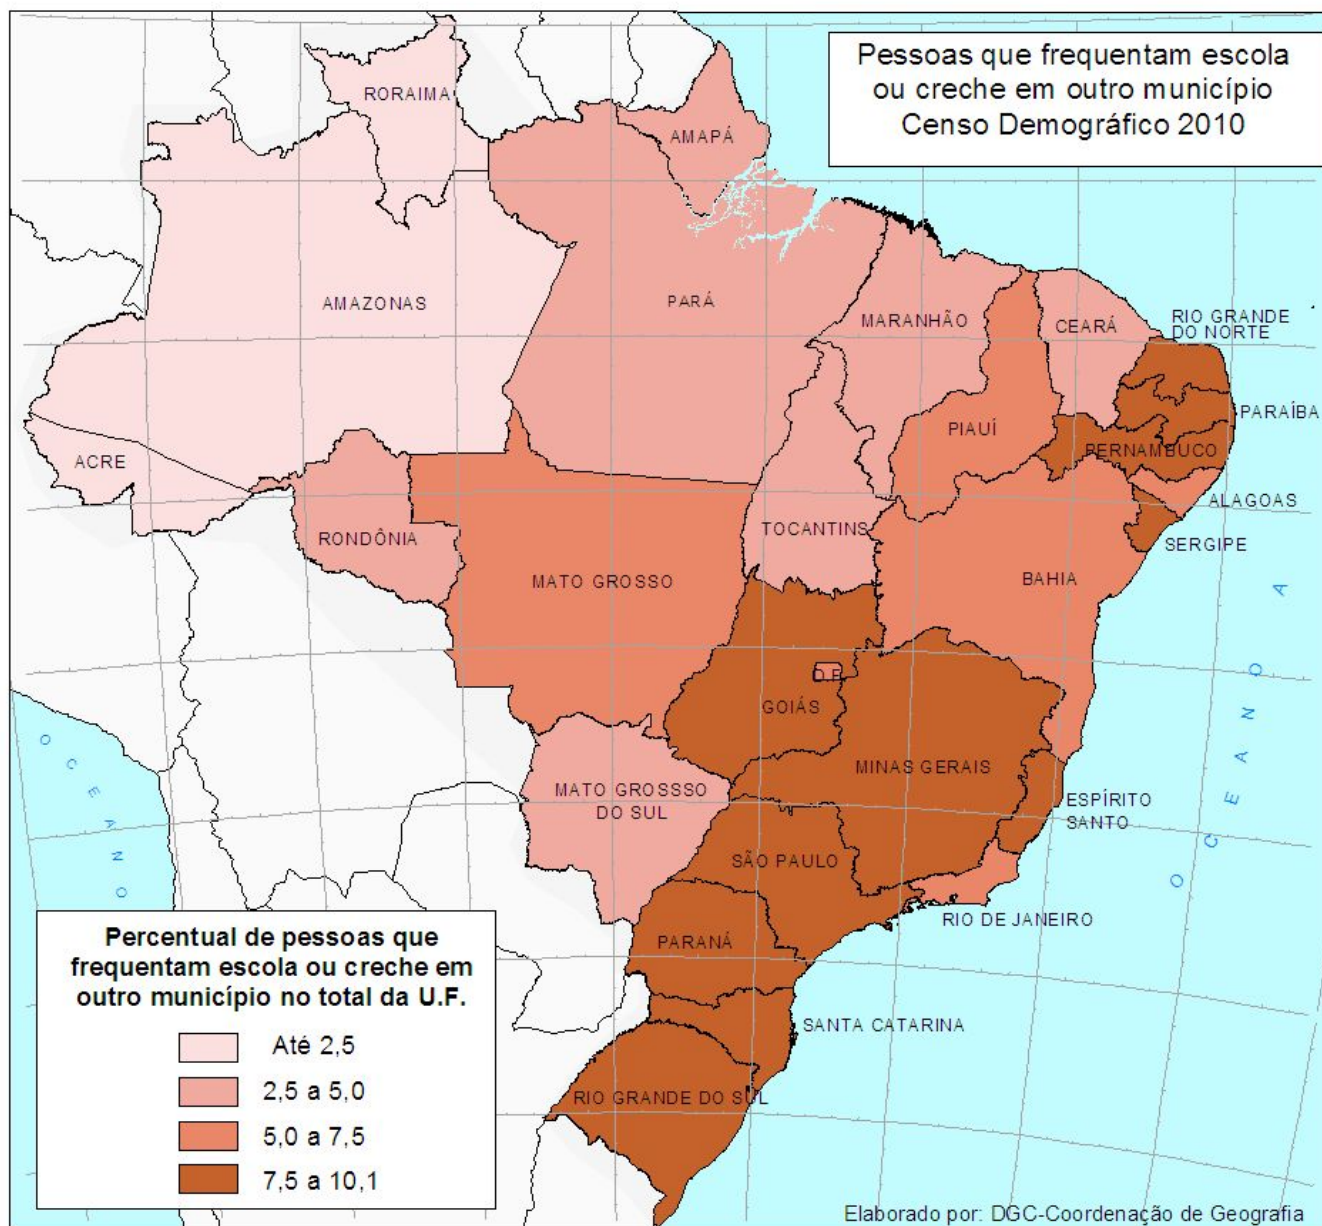 Pessoas que frequentam escola
ou creche em outro município
Censo Demográfico 2010
RORAIMA
AMAPÁ
AMAZONAS
PARÁ
MARANHÃO
CEARÁ
RIO GRANDE
DO NORTE
PARAÍBA
PIAUÍ
PERNAMBUCO
ACRE
ALAGOAS
TOCANTINS
RONDÔNIA
SERGIPE
MATO GROSSO
BAHIA
D.F
GOIÁS
MINAS GERAIS
MATO GROSSSO
DO SUL
ESPÍRITO
SANTO
SÃO PAULO
RIO DE JANEIRO
PARANÁ
SANTA CATARINA
RIO GRANDE DO SUL
OCEANO
OCEANO A
Percentual de pessoas que
frequentam escola ou creche em
outro município no total da U.F.
Até 2,5
2,5 a 5,0
5,0 a 7,5
7,5 a 10,1
Elaborado por: DGC-Coordenação de Geografia